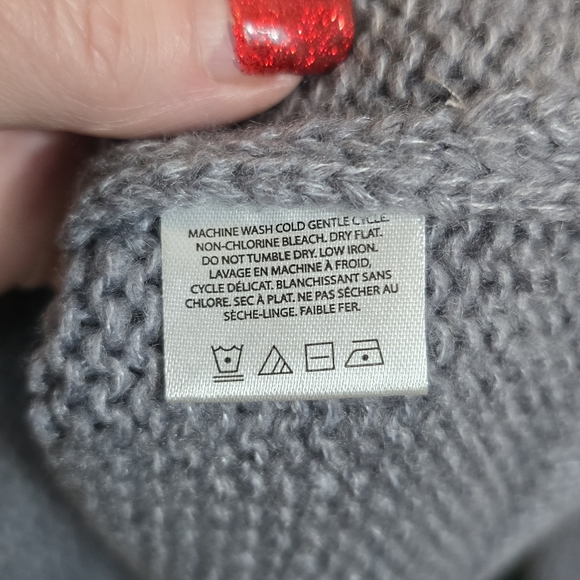 MACHINE WASH COLD GENTLE CYCLE.
NON-CHLORINE BLEACH. DRY FLAT.
DO NOT TUMBLE DRY. LOW IRON.
LAVAGE EN MACHINE À FROID,
CYCLE DÉLICAT. BLANCHISSANT SANS
CHLORE. SEC À PLAT. NE PAS SÉCHER AU
SÈCHE-LINGE. FAIBLE FER.